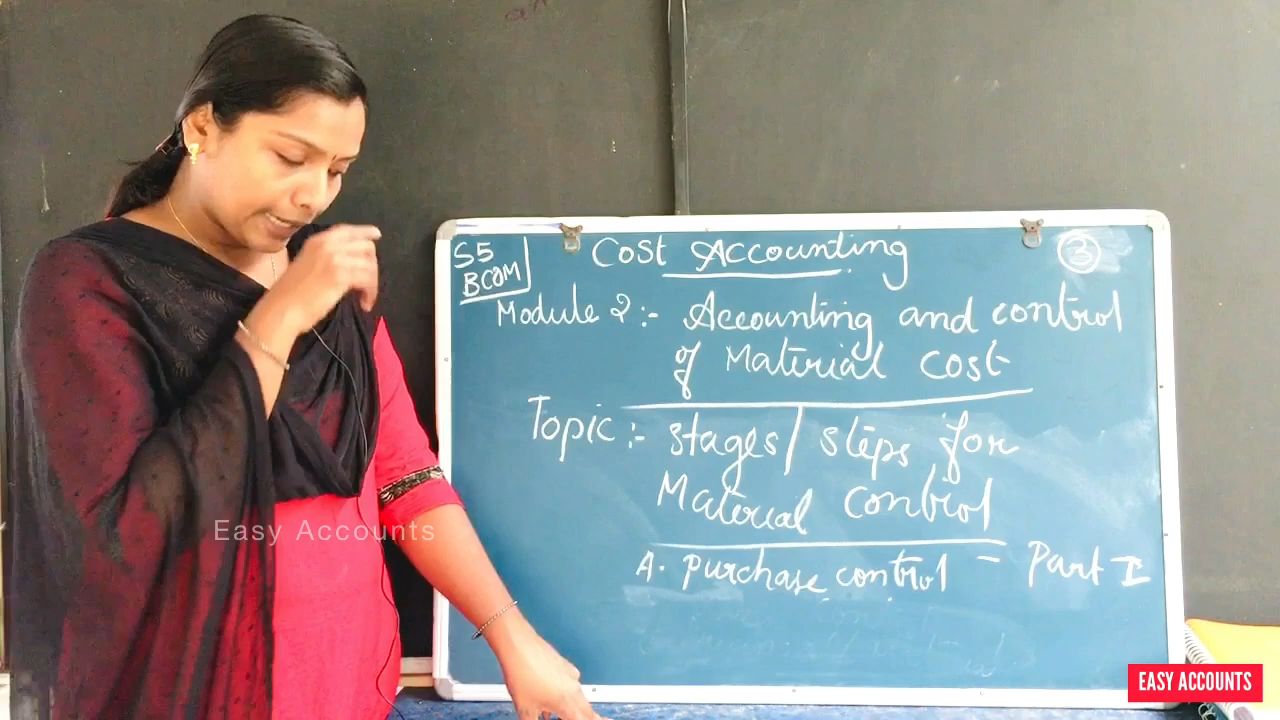 S5
BCOM
Cost Accounting
3
Module 2:- Accounting and control
of Material Cost
Topic:- Stages/ Steps for
Material Control
A. Purchase control - Part I
Easy Accounts
EASY ACCOUNTS